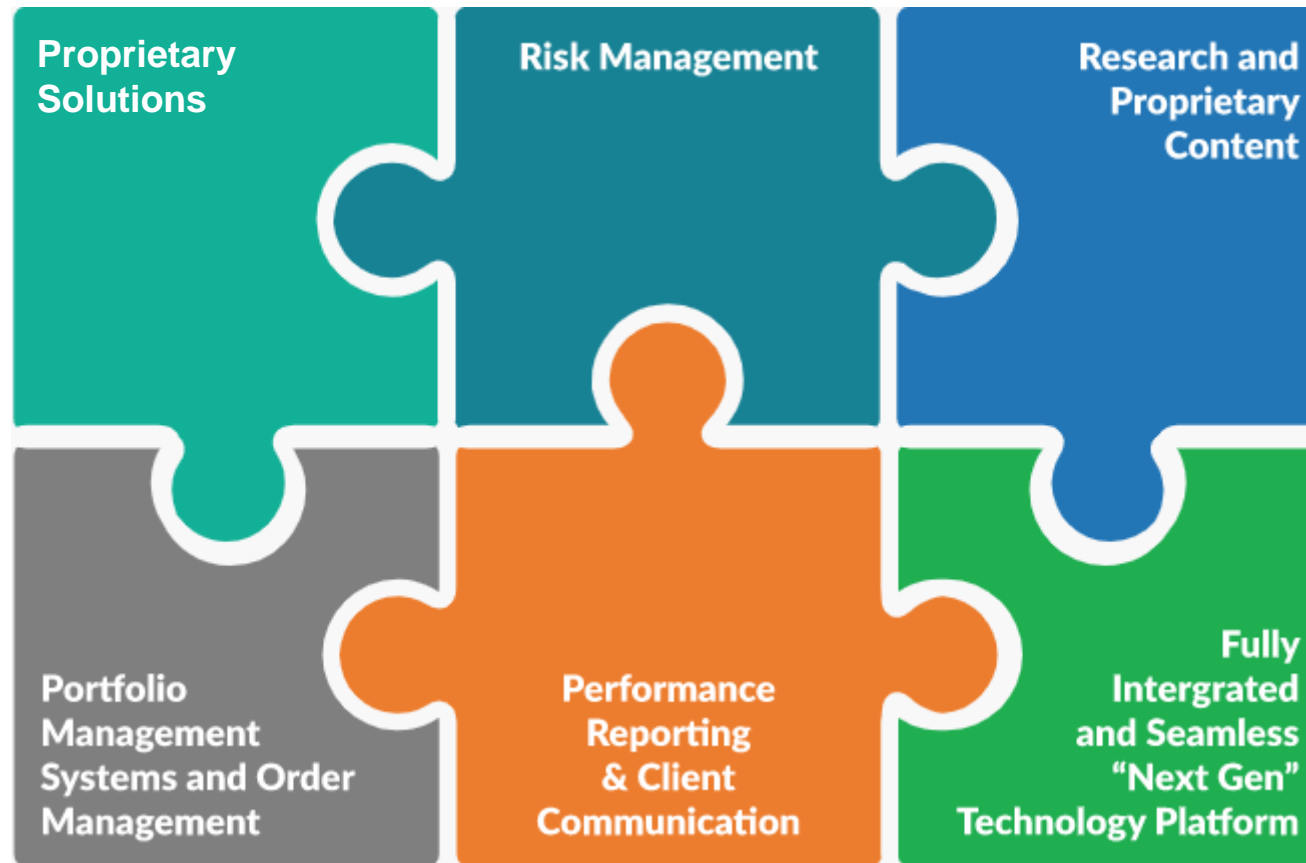 Proprietary
Solutions
Risk Management
Research and
Proprietary
Content
Portfolio
Management
Systems and Order
Management
Performance
Reporting
& Client
Communication
Fully
Intergrated
and Seamless
“Next Gen”
Technology Platform